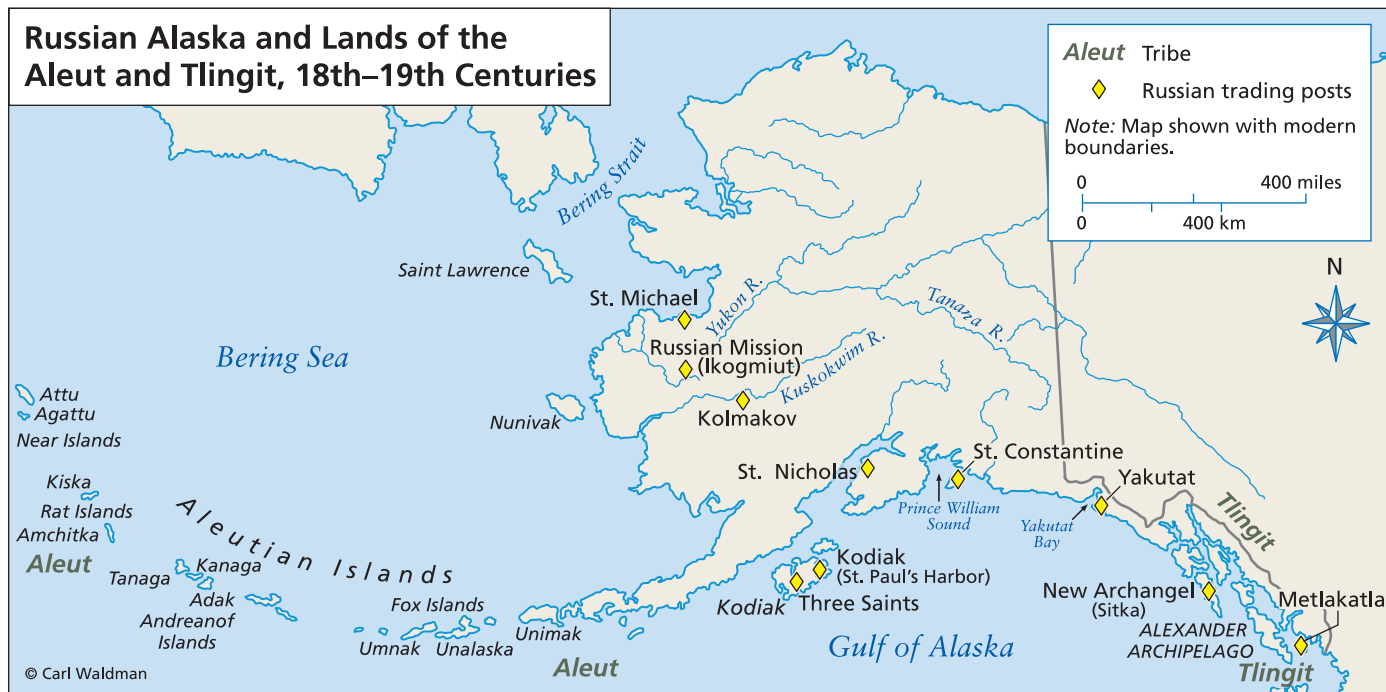 Russian Alaska and Lands of the
Aleut and Tlingit, 18th–19th Centuries
Aleut Tribe
Russian trading posts
Note: Map shown with modern
boundaries.
0 400 miles
0 400 km
N
Bering Strait
Saint Lawrence
St. Michael
Yukon R.
Tanana R.
Bering Sea
Russian Mission
(Ikogmiut)
Kuskokwim R.
Kolmakov
Nunivak
Attu
Agattu
Near Islands
St. Nicholas
St. Constantine
Prince William
Sound
Yakutat
Yakutat
Bay
Tlingit
Kiska
Rat Islands
Amchitka
Aleut
Aleutian Islands
Tanaga
Kanaga
Adak
Andreanof
Islands
Fox Islands
Umnak
Unalaska
Unimak
Aleut
Kodiak
(St. Paul's Harbor)
Kodiak
Three Saints
Gulf of Alaska
New Archangel
(Sitka)
ALEXANDER
ARCHIPELAGO
Metlakatla
Tlingit
© Carl Waldman